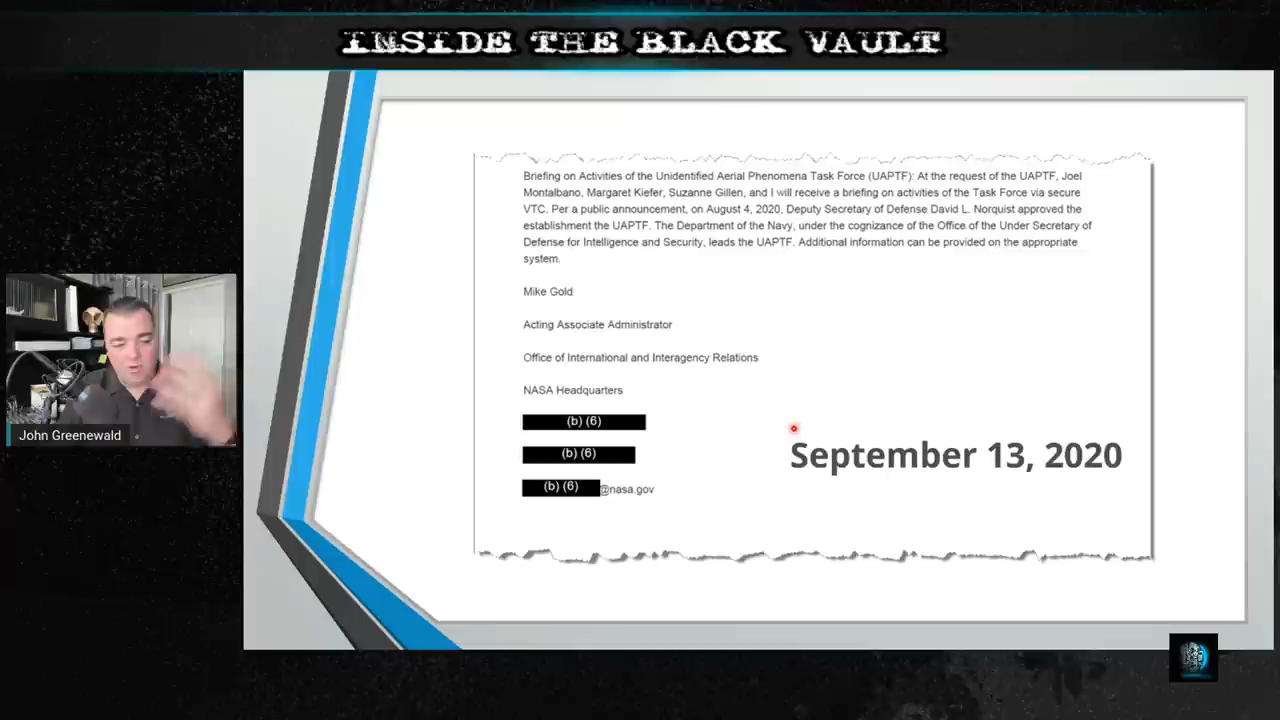 INSIDE THE BLACK VAULT
Briefing on Activities of the Unidentified Aerial Phenomena Task Force (UAPTF): At the request of the UAPTF, Joel
Montalbano, Margaret Kiefer, Suzanne Gillen, and I will receive a briefing on activities of the Task Force via secure
VTC. Per a public announcement, on August 4, 2020, Deputy Secretary of Defense David L. Norquist approved the
establishment the UAPTF. The Department of the Navy, under the cognizance of the Office of the Under Secretary of
Defense for Intelligence and Security, leads the UAPTF. Additional information can be provided on the appropriate
system.
Mike Gold
Acting Associate Administrator
Office of International and Interagency Relations
NASA Headquarters
(b) (6)
(b) (6)
(b) (6) @nasa.gov
September 13, 2020
John Greenewald